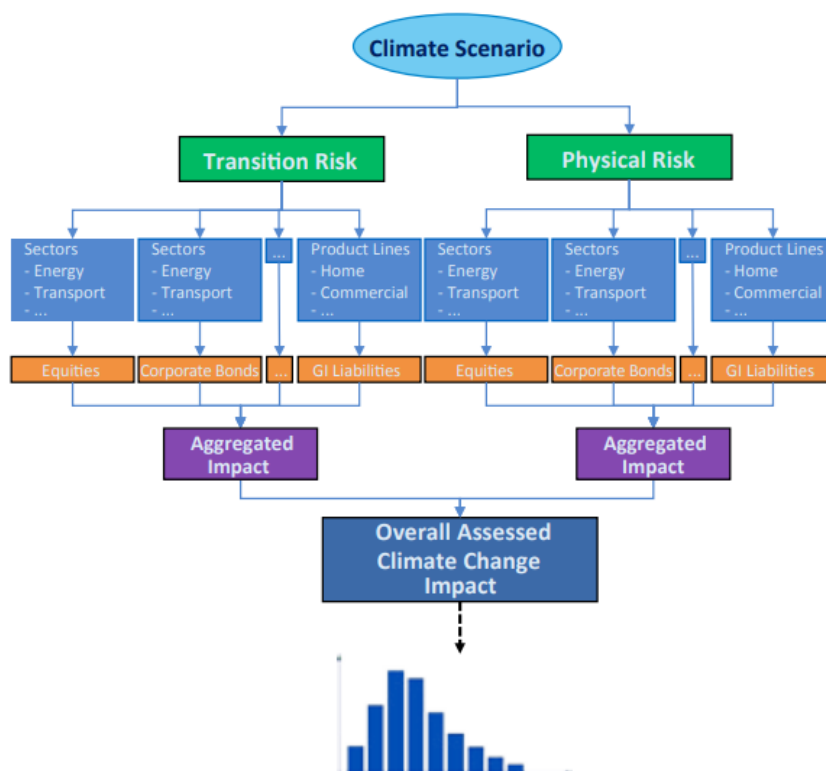 Climate Scenario
Transition Risk
Physical Risk
Sectors
- Energy
- Transport
- ...
Sectors
- Energy
- Transport
- ...
...
Product Lines
- Home
- Commercial
- ...
Sectors
- Energy
- Transport
- ...
Sectors
- Energy
- Transport
- ...
...
Product Lines
- Home
- Commercial
- ...
Equities
Corporate Bonds
...
GI Liabilities
Equities
Corporate Bonds
...
GI Liabilities
Aggregated
Impact
Aggregated
Impact
Overall Assessed
Climate Change
Impact